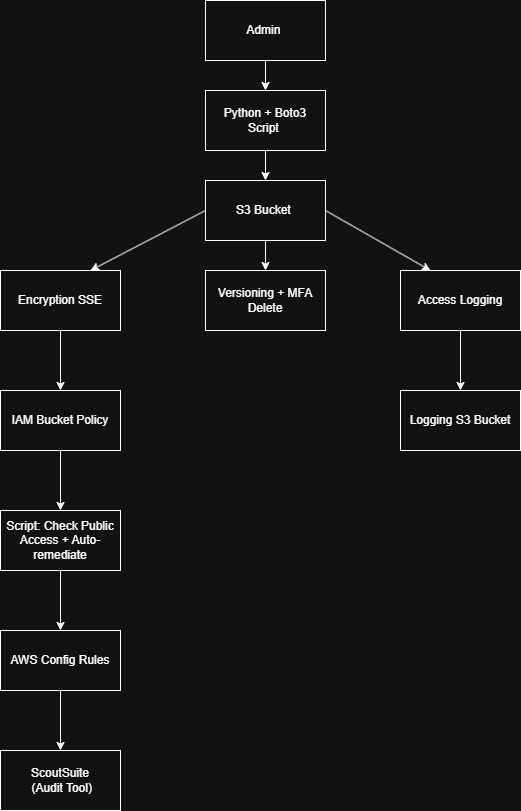 Admin
Python + Boto3
Script
S3 Bucket
Encryption SSE
Versioning + MFA
Delete
Access Logging
IAM Bucket Policy
Logging S3 Bucket
Script: Check Public
Access + Auto-
remediate
AWS Config Rules
ScoutSuite
(Audit Tool)